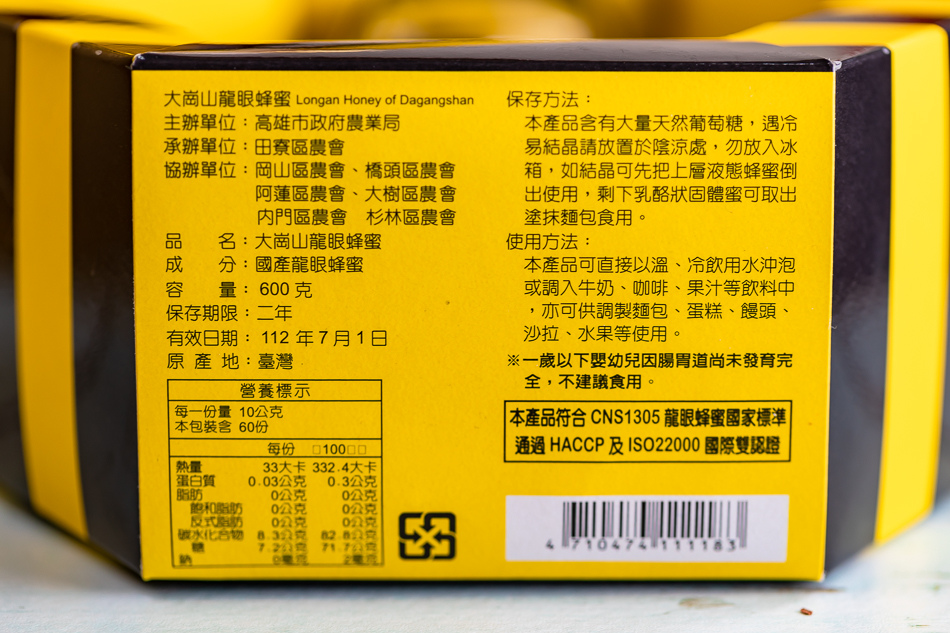 大崗山龍眼蜂蜜 Longan Honey of Dagangshan
主辦單位：高雄市政府農業局
承辦單位：田寮區農會
協辦單位：岡山區農會、橋頭區農會
阿蓮區農會、大樹區農會
內門區農會　杉林區農會
品　　名：大崗山龍眼蜂蜜
成　　分：國產龍眼蜂蜜
容　　量：600 克
保存期限：二年
有效日期：112 年 7 月 1 日
原 產 地：臺灣
營養標示
每一份量 10公克
本包裝含 60份
每份 □100□□
熱量 33大卡 332.4大卡
蛋白質 0.03公克 0.3公克
脂肪 0公克 0公克
飽和脂肪 0公克 0公克
反式脂肪 0公克 0公克
碳水化合物 8.3公克 82.8公克
糖 7.2公克 71.7公克
鈉 0毫克 2毫克
保存方法：
本產品含有大量天然葡萄糖，遇冷
易結晶請放置於陰涼處，勿放入冰
箱，如結晶可先把上層液態蜂蜜倒
出使用，剩下乳酪狀固體蜜可取出
塗抹麵包食用。
使用方法：
本產品可直接以溫、冷飲用水沖泡
或調入牛奶、咖啡、果汁等飲料中
，亦可供調製麵包、蛋糕、饅頭、
沙拉、水果等使用。
※一歲以下嬰幼兒因腸胃道尚未發育完
全，不建議食用。
本產品符合 CNS1305 龍眼蜂蜜國家標準
通過 HACCP 及 ISO22000 國際雙認證
4 710474 111183